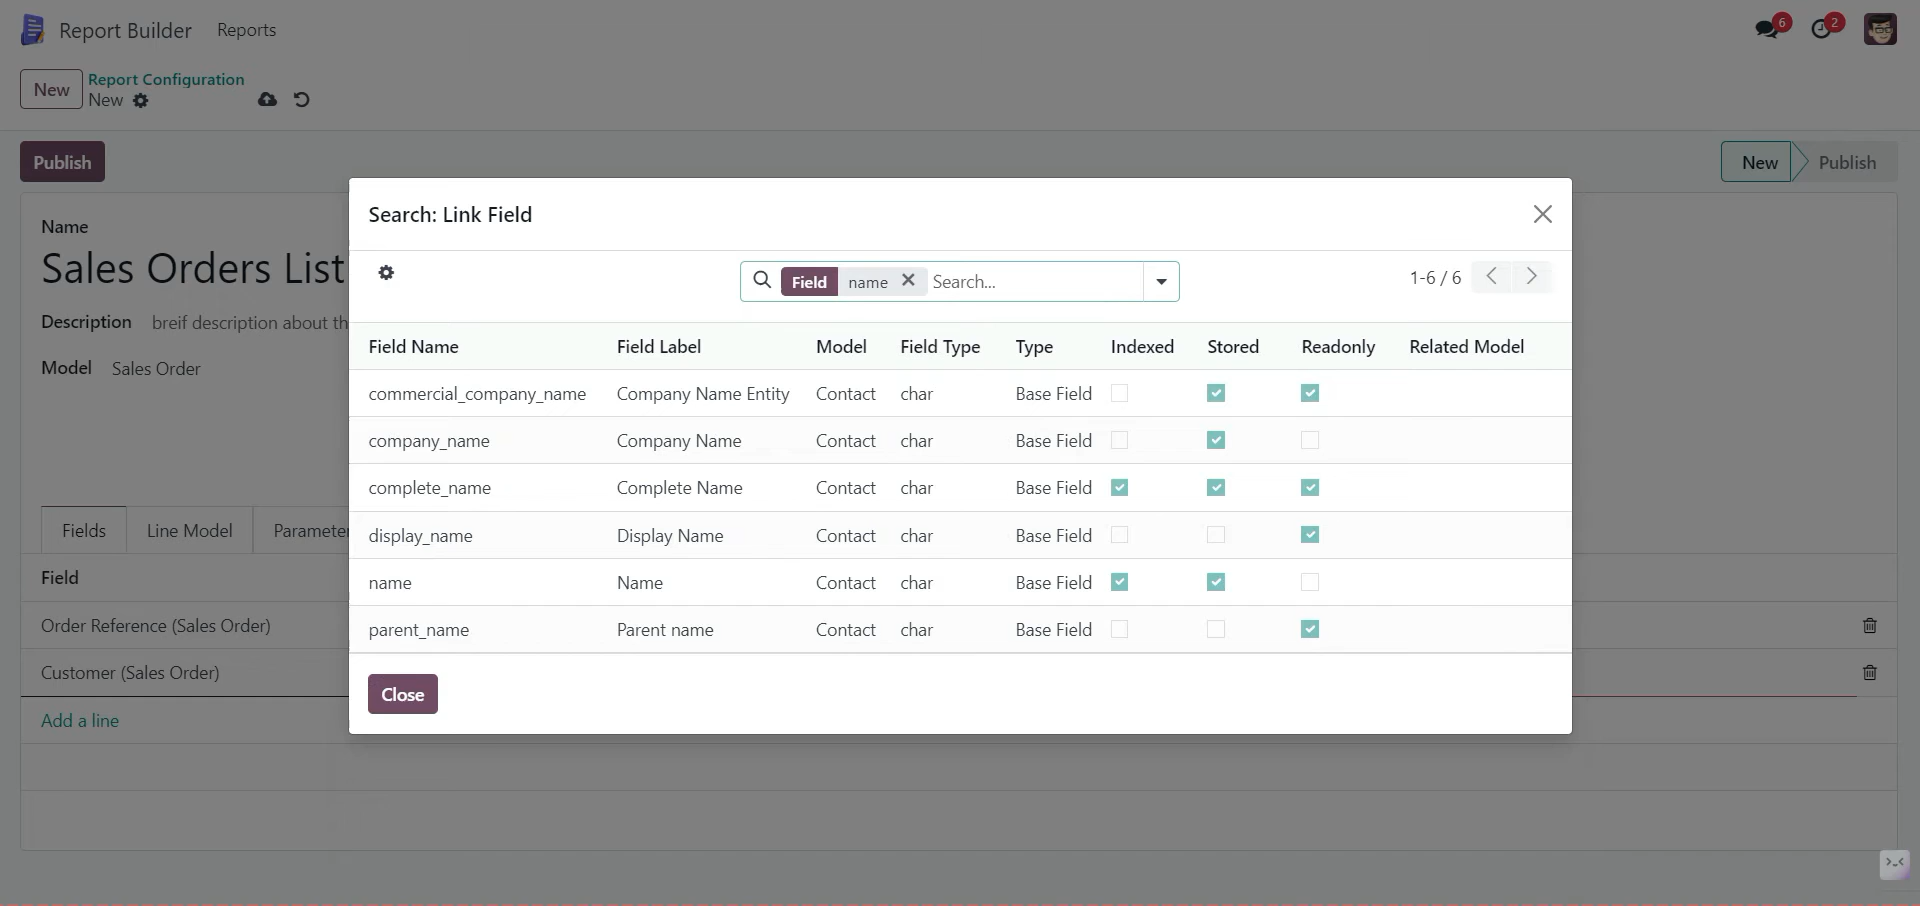 Report Builder Reports 6 2
New Report Configuration
New
Publish New Publish
Name
Sales Orders List
Description breif description about th
Model Sales Order
Fields Line Model Parameter
Field
Order Reference (Sales Order)
Customer (Sales Order)
Add a line
Search: Link Field
Field name Search... 1-6 / 6
Field Name Field Label Model Field Type Type Indexed Stored Readonly Related Model
commercial_company_name Company Name Entity Contact char Base Field
company_name Company Name Contact char Base Field
complete_name Complete Name Contact char Base Field
display_name Display Name Contact char Base Field
name Name Contact char Base Field
parent_name Parent name Contact char Base Field
Close